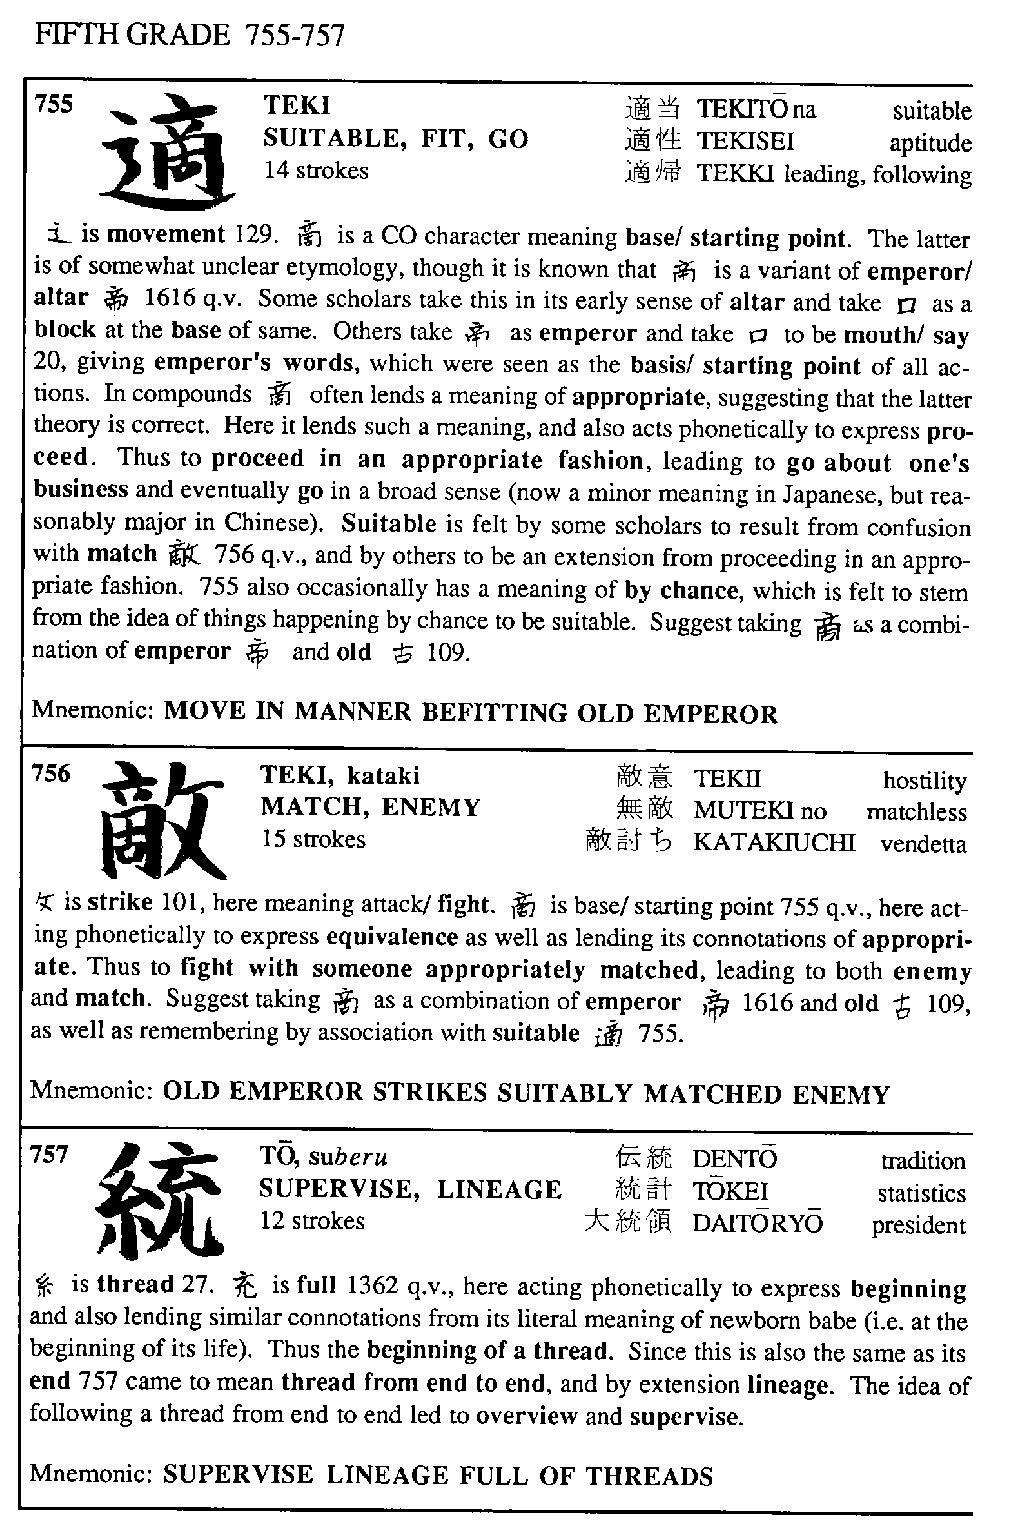 FIFTH GRADE 755-757
755 適 TEKI 適当 TEKITŌ na suitable
SUITABLE, FIT, GO 適性 TEKISEI aptitude
14 strokes 適帰 TEKKI leading, following
辶 is movement 129. 啇 is a CO character meaning base/ starting point. The latter
is of somewhat unclear etymology, though it is known that is a variant of emperor/
altar 帝 1616 q.v. Some scholars take this in its early sense of altar and take 口 as a
block at the base of same. Others take 帝 as emperor and take 口 to be mouth/ say
20, giving emperor's words, which were seen as the basis/ starting point of all ac-
tions. In compounds 啇 often lends a meaning of appropriate, suggesting that the latter
theory is correct. Here it lends such a meaning, and also acts phonetically to express pro-
ceed. Thus to proceed in an appropriate fashion, leading to go about one's
business and eventually go in a broad sense (now a minor meaning in Japanese, but rea-
sonably major in Chinese). Suitable is felt by some scholars to result from confusion
with match 敵 756 q.v., and by others to be an extension from proceeding in an appro-
priate fashion. 755 also occasionally has a meaning of by chance, which is felt to stem
from the idea of things happening by chance to be suitable. Suggest taking 啇 as a combi-
nation of emperor 帝 and old 古 109.
Mnemonic: MOVE IN MANNER BEFITTING OLD EMPEROR
756 敵 TEKI, kataki 敵意 TEKII hostility
MATCH, ENEMY 無敵 MUTEKI no matchless
15 strokes 敵討ち KATAKIUCHI vendetta
攵 is strike 101, here meaning attack/ fight. 啇 is base/ starting point 755 q.v., here act-
ing phonetically to express equivalence as well as lending its connotations of appropri-
ate. Thus to fight with someone appropriately matched, leading to both enemy
and match. Suggest taking 啇 as a combination of emperor 帝 1616 and old 古 109,
as well as remembering by association with suitable 適 755.
Mnemonic: OLD EMPEROR STRIKES SUITABLY MATCHED ENEMY
757 統 TŌ, suberu 伝統 DENTŌ tradition
SUPERVISE, LINEAGE 統計 TŌKEI statistics
12 strokes 大統領 DAITŌRYŌ president
糸 is thread 27. 充 is full 1362 q.v., here acting phonetically to express beginning
and also lending similar connotations from its literal meaning of newborn babe (i.e. at the
beginning of its life). Thus the beginning of a thread. Since this is also the same as its
end 757 came to mean thread from end to end, and by extension lineage. The idea of
following a thread from end to end led to overview and supervise.
Mnemonic: SUPERVISE LINEAGE FULL OF THREADS